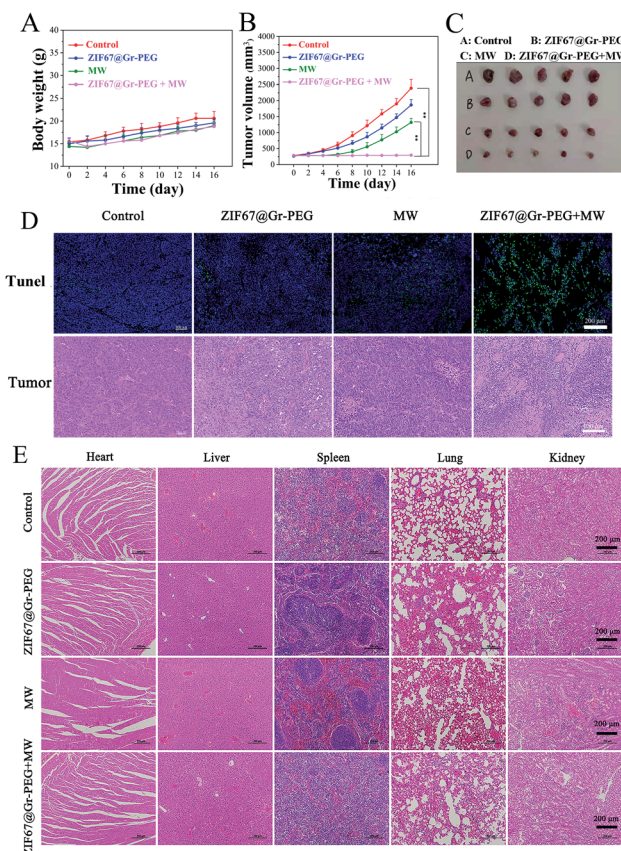 A
Control
ZIF67@Gr-PEG
MW
ZIF67@Gr-PEG + MW
Body weight (g)
40
35
30
25
20
15
10
0 2 4 6 8 10 12 14 16
Time (day)
B
Control
ZIF67@Gr-PEG
MW
ZIF67@Gr-PEG + MW
Tumor volume (mm³)
4000
3500
3000
2500
2000
1500
1000
500
0
0 2 4 6 8 10 12 14 16
Time (day)
**
**
C
A: Control B: ZIF67@Gr-PEG
C: MW D: ZIF67@Gr-PEG+MW
A
B
C
D
D
Control ZIF67@Gr-PEG MW ZIF67@Gr-PEG+MW
Tunel
200 μm
Tumor
E
Heart Liver Spleen Lung Kidney
Control
200 μm
ZIF67@Gr-PEG
200 μm
MW
200 μm
ZIF67@Gr-PEG+MW
200 μm